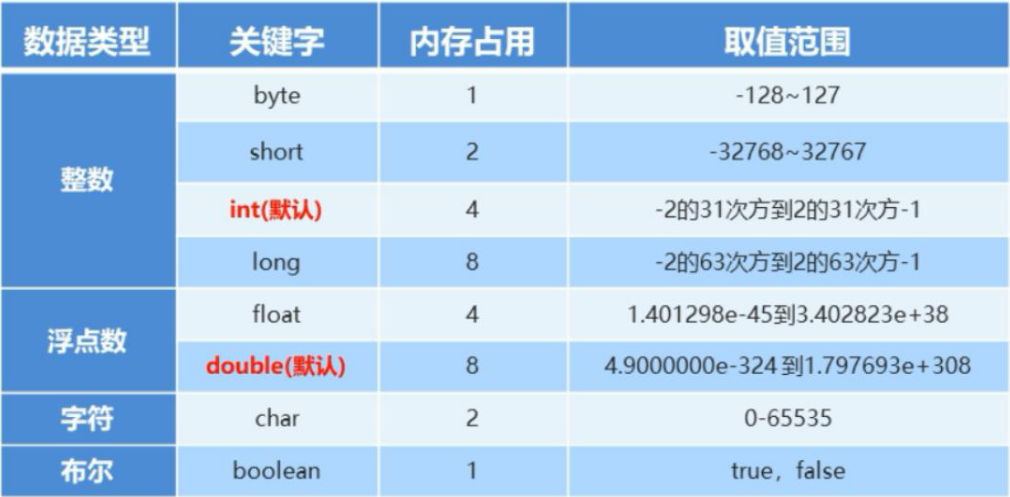 数据类型 关键字 内存占用 取值范围
整数
byte 1 -128~127
short 2 -32768~32767
int(默认) 4 -2的31次方到2的31次方-1
long 8 -2的63次方到2的63次方-1
浮点数
float 4 1.401298e-45到3.402823e+38
double(默认) 8 4.9000000e-324 到1.797693e+308
字符 char 2 0-65535
布尔 boolean 1 true，false